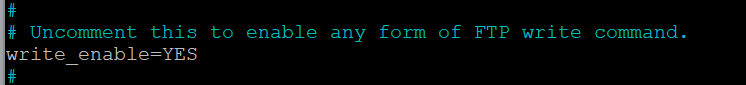 #
# Uncomment this to enable any form of FTP write command.
write_enable=YES
#